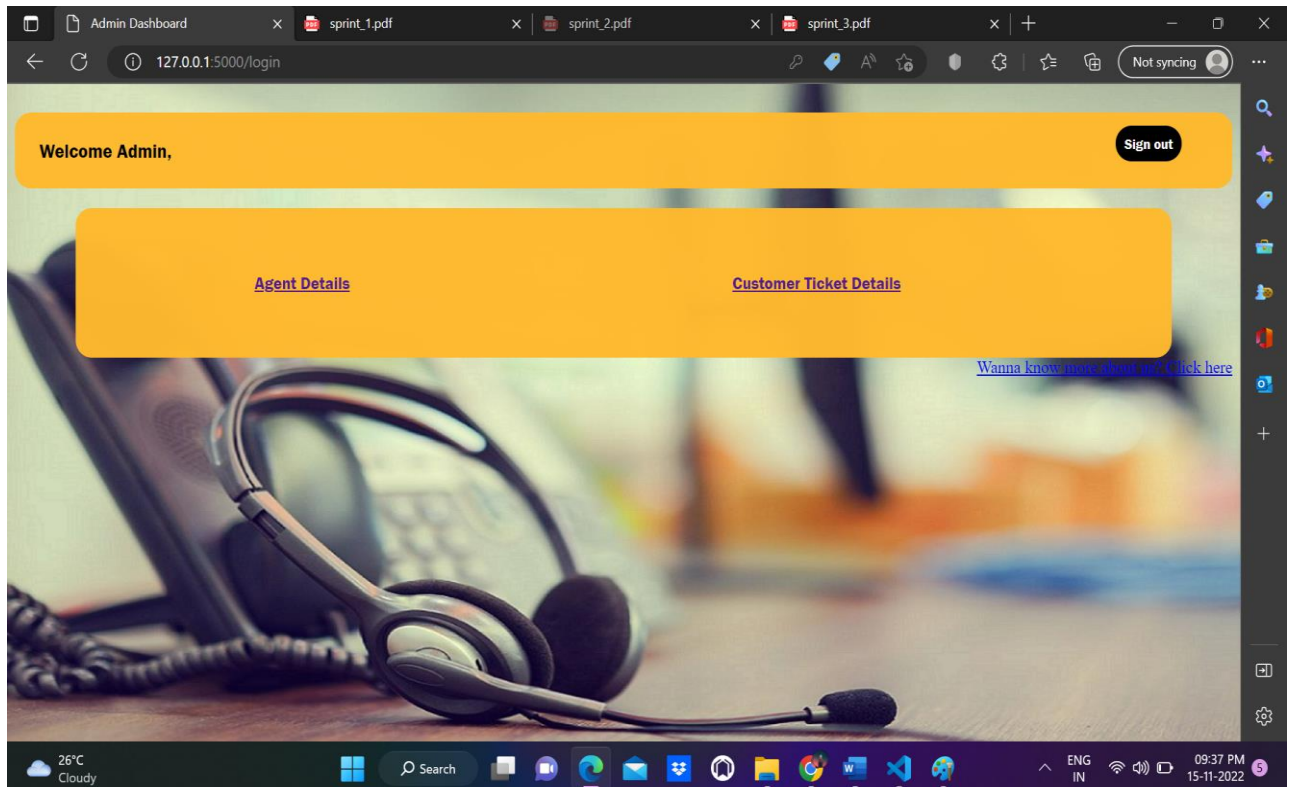 Admin Dashboard
sprint_1.pdf
sprint_2.pdf
sprint_3.pdf
127.0.0.1:5000/login
Not syncing
Welcome Admin,
Sign out
Agent Details
Customer Ticket Details
Wanna know more about us? Click here
26°C
Cloudy
Search
ENG
IN
09:37 PM
15-11-2022
5